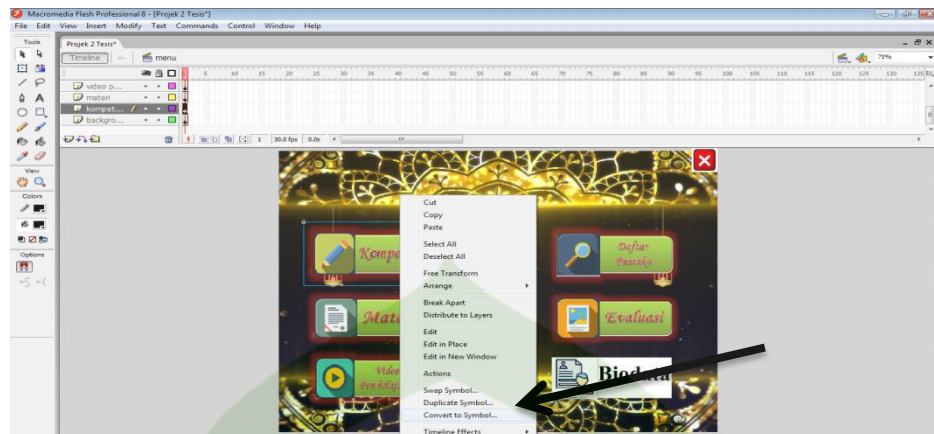 Macromedia Flash Professional 8 - [Projek 2 Tesis*]
File Edit View Insert Modify Text Commands Control Window Help
Tools
Projek 2 Tesis*
Timeline
menu
71%
1 5 10 15 20 25 30 35 40 45 50 55 60 65 70 75 80 85 90 95 100 105 110 115 120 125 130 135
video p...
materi
kompet...
backgro...
1 30.0 fps 0.0s
View
Colors
Options
Cut
Copy
Paste
Select All
Deselect All
Free Transform
Arrange
Break Apart
Distribute to Layers
Edit
Edit in Place
Edit in New Window
Actions
Swap Symbol...
Duplicate Symbol...
Convert to Symbol...
Timeline Effects
Kompe
Daftar
Pustaka
Mate
Evaluasi
Video
Biodata